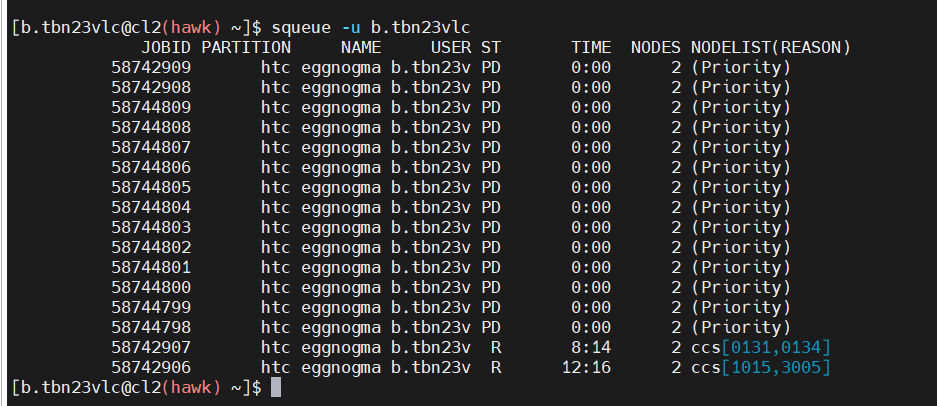 [b.tbn23vlc@cl2(hawk) ~]$ squeue -u b.tbn23vlc
JOBID PARTITION NAME USER ST TIME NODES NODELIST(REASON)
58742909 htc eggnogma b.tbn23v PD 0:00 2 (Priority)
58742908 htc eggnogma b.tbn23v PD 0:00 2 (Priority)
58744809 htc eggnogma b.tbn23v PD 0:00 2 (Priority)
58744808 htc eggnogma b.tbn23v PD 0:00 2 (Priority)
58744807 htc eggnogma b.tbn23v PD 0:00 2 (Priority)
58744806 htc eggnogma b.tbn23v PD 0:00 2 (Priority)
58744805 htc eggnogma b.tbn23v PD 0:00 2 (Priority)
58744804 htc eggnogma b.tbn23v PD 0:00 2 (Priority)
58744803 htc eggnogma b.tbn23v PD 0:00 2 (Priority)
58744802 htc eggnogma b.tbn23v PD 0:00 2 (Priority)
58744801 htc eggnogma b.tbn23v PD 0:00 2 (Priority)
58744800 htc eggnogma b.tbn23v PD 0:00 2 (Priority)
58744799 htc eggnogma b.tbn23v PD 0:00 2 (Priority)
58744798 htc eggnogma b.tbn23v PD 0:00 2 (Priority)
58742907 htc eggnogma b.tbn23v R 8:14 2 ccs[0131,0134]
58742906 htc eggnogma b.tbn23v R 12:16 2 ccs[1015,3005]
[b.tbn23vlc@cl2(hawk) ~]$